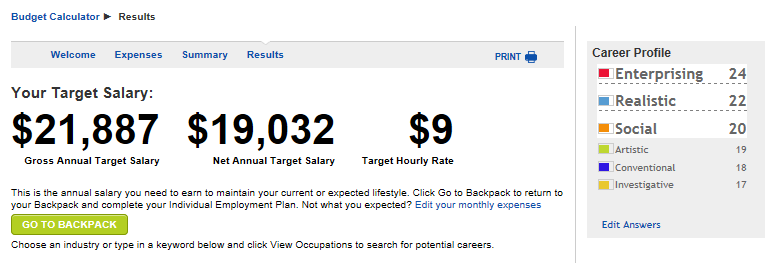 Budget Calculator ► Results
Welcome Expenses Summary Results PRINT
Your Target Salary:
$21,887 $19,032 $9
Gross Annual Target Salary Net Annual Target Salary Target Hourly Rate
This is the annual salary you need to earn to maintain your current or expected lifestyle. Click Go to Backpack to return to
your Backpack and complete your Individual Employment Plan. Not what you expected? Edit your monthly expenses
GO TO BACKPACK
Choose an industry or type in a keyword below and click View Occupations to search for potential careers.
Career Profile
Enterprising 24
Realistic 22
Social 20
Artistic 19
Conventional 18
Investigative 17
Edit Answers